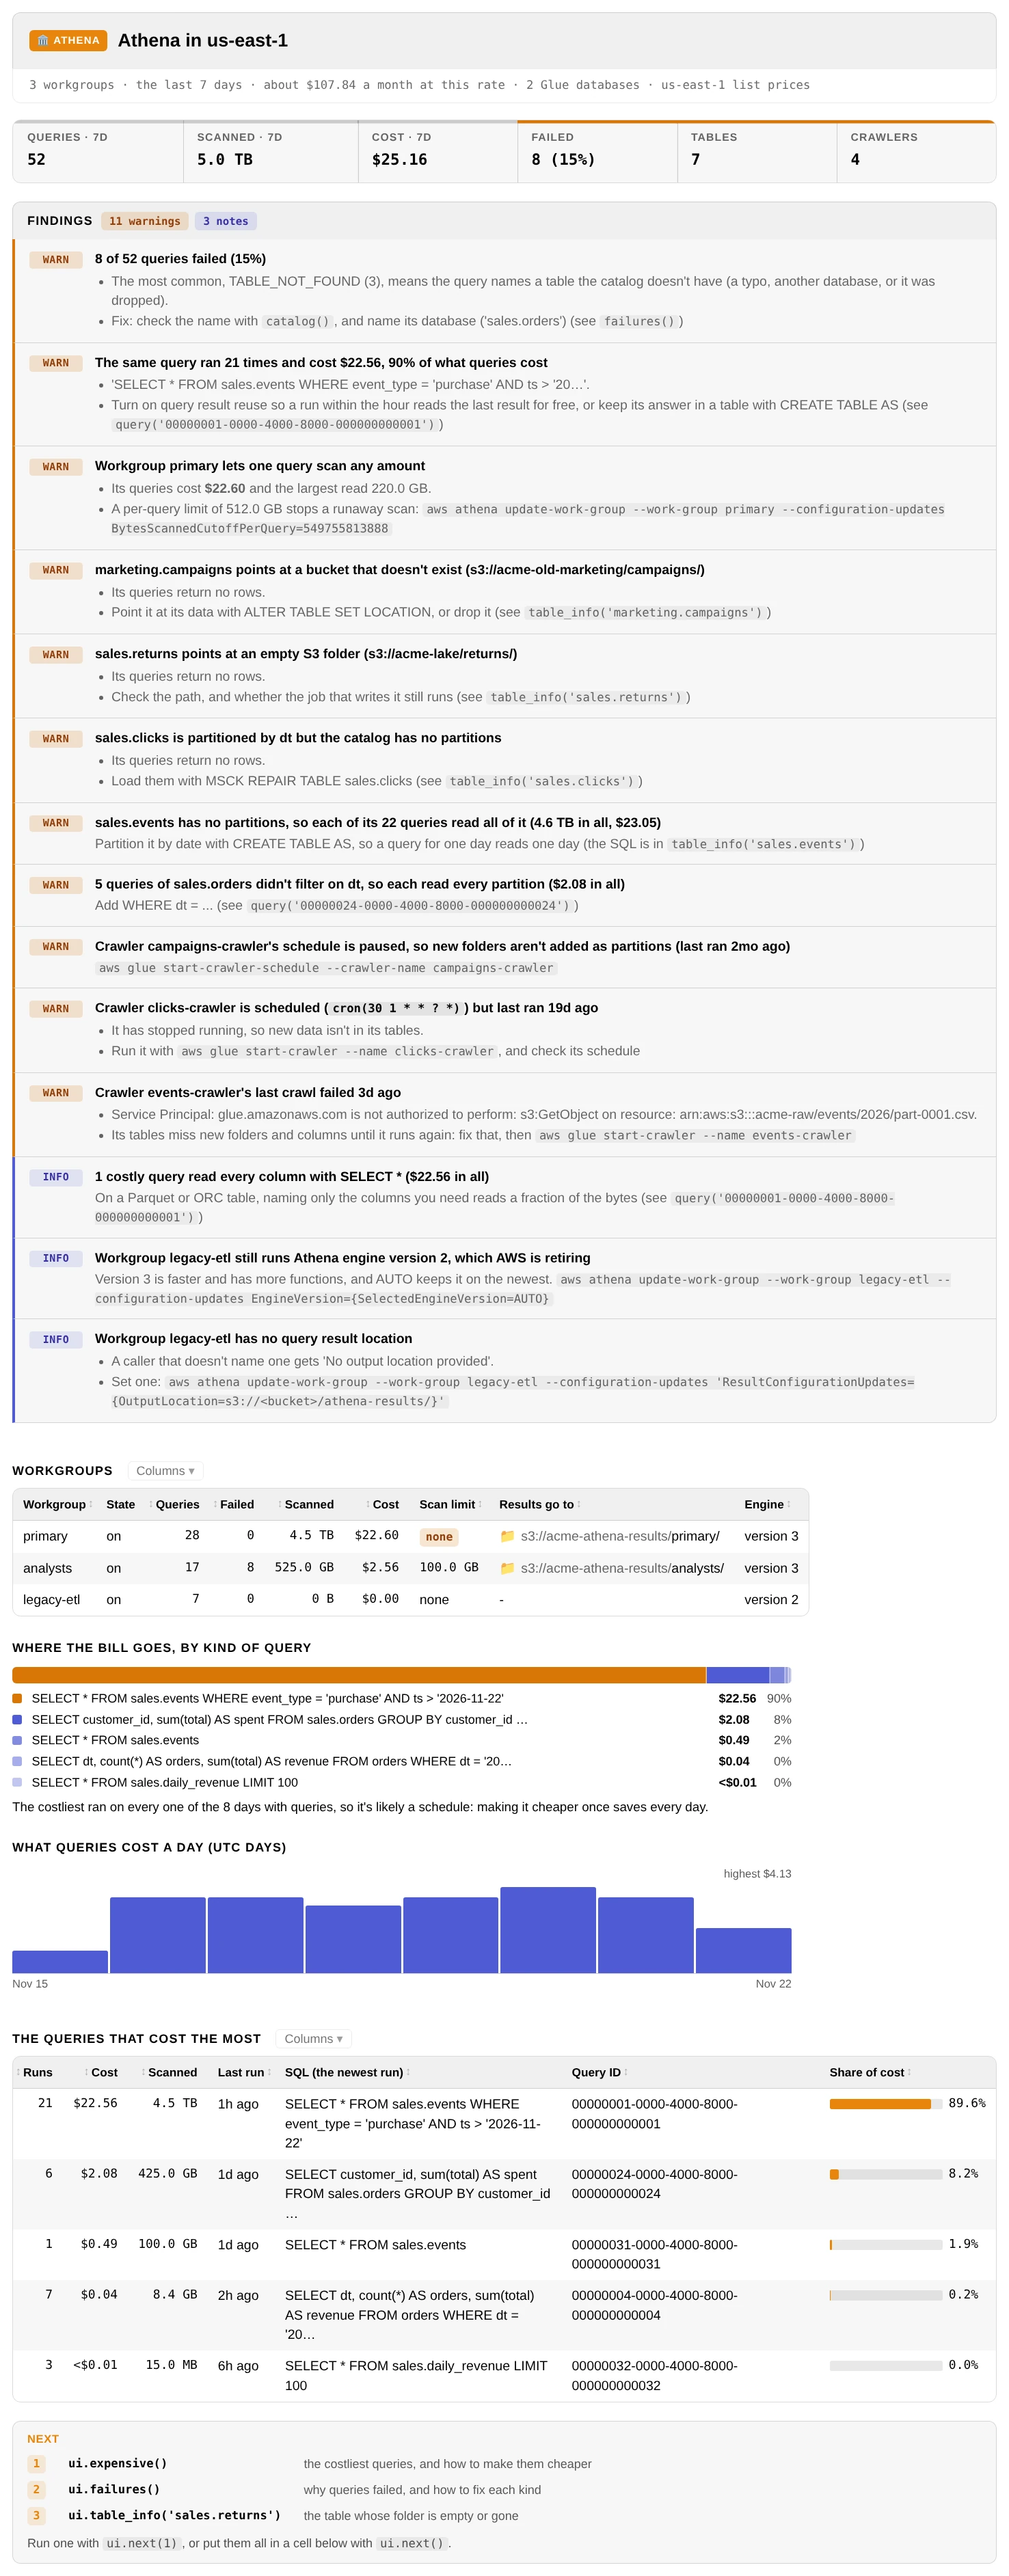 🏛️ ATHENA Athena in us-east-1
3 workgroups · the last 7 days · about $107.84 a month at this rate · 2 Glue databases · us-east-1 list prices
QUERIES · 7D SCANNED · 7D COST · 7D FAILED TABLES CRAWLERS
52 5.0 TB $25.16 8 (15%) 7 4
FINDINGS 11 warnings 3 notes
WARN 8 of 52 queries failed (15%)
• The most common, TABLE_NOT_FOUND (3), means the query names a table the catalog doesn't have (a typo, another database, or it was
dropped).
• Fix: check the name with catalog(), and name its database ('sales.orders') (see failures())
WARN The same query ran 21 times and cost $22.56, 90% of what queries cost
• 'SELECT * FROM sales.events WHERE event_type = 'purchase' AND ts > '20…'.
• Turn on query result reuse so a run within the hour reads the last result for free, or keep its answer in a table with CREATE TABLE AS (see
query('00000001-0000-4000-8000-000000000001'))
WARN Workgroup primary lets one query scan any amount
• Its queries cost $22.60 and the largest read 220.0 GB.
• A per-query limit of 512.0 GB stops a runaway scan: aws athena update-work-group --work-group primary --configuration-updates
BytesScannedCutoffPerQuery=549755813888
WARN marketing.campaigns points at a bucket that doesn't exist (s3://acme-old-marketing/campaigns/)
• Its queries return no rows.
• Point it at its data with ALTER TABLE SET LOCATION, or drop it (see table_info('marketing.campaigns'))
WARN sales.returns points at an empty S3 folder (s3://acme-lake/returns/)
• Its queries return no rows.
• Check the path, and whether the job that writes it still runs (see table_info('sales.returns'))
WARN sales.clicks is partitioned by dt but the catalog has no partitions
• Its queries return no rows.
• Load them with MSCK REPAIR TABLE sales.clicks (see table_info('sales.clicks'))
WARN sales.events has no partitions, so each of its 22 queries read all of it (4.6 TB in all, $23.05)
Partition it by date with CREATE TABLE AS, so a query for one day reads one day (the SQL is in table_info('sales.events'))
WARN 5 queries of sales.orders didn't filter on dt, so each read every partition ($2.08 in all)
Add WHERE dt = ... (see query('00000024-0000-4000-8000-000000000024'))
WARN Crawler campaigns-crawler's schedule is paused, so new folders aren't added as partitions (last ran 2mo ago)
aws glue start-crawler-schedule --crawler-name campaigns-crawler
WARN Crawler clicks-crawler is scheduled (cron(30 1 * * ? *)) but last ran 19d ago
• It has stopped running, so new data isn't in its tables.
• Run it with aws glue start-crawler --name clicks-crawler, and check its schedule
WARN Crawler events-crawler's last crawl failed 3d ago
• Service Principal: glue.amazonaws.com is not authorized to perform: s3:GetObject on resource: arn:aws:s3:::acme-raw/events/2026/part-0001.csv.
• Its tables miss new folders and columns until it runs again: fix that, then aws glue start-crawler --name events-crawler
INFO 1 costly query read every column with SELECT * ($22.56 in all)
On a Parquet or ORC table, naming only the columns you need reads a fraction of the bytes (see query('00000001-0000-4000-8000-
000000000001'))
INFO Workgroup legacy-etl still runs Athena engine version 2, which AWS is retiring
Version 3 is faster and has more functions, and AUTO keeps it on the newest. aws athena update-work-group --work-group legacy-etl --
configuration-updates EngineVersion={SelectedEngineVersion=AUTO}
INFO Workgroup legacy-etl has no query result location
• A caller that doesn't name one gets 'No output location provided'.
• Set one: aws athena update-work-group --work-group legacy-etl --configuration-updates 'ResultConfigurationUpdates=
{OutputLocation=s3://<bucket>/athena-results/}'
WORKGROUPS Columns ▾
Workgroup ↕ State ↕ Queries ↕ Failed ↕ Scanned ↕ Cost Scan limit ↕ Results go to ↕ Engine ↕
primary on 28 0 4.5 TB $22.60 none 📁 s3://acme-athena-results/primary/ version 3
analysts on 17 8 525.0 GB $2.56 100.0 GB 📁 s3://acme-athena-results/analysts/ version 3
legacy-etl on 7 0 0 B $0.00 none - version 2
WHERE THE BILL GOES, BY KIND OF QUERY
SELECT * FROM sales.events WHERE event_type = 'purchase' AND ts > '2026-11-22' $22.56 90%
SELECT customer_id, sum(total) AS spent FROM sales.orders GROUP BY customer_id … $2.08 8%
SELECT * FROM sales.events $0.49 2%
SELECT dt, count(*) AS orders, sum(total) AS revenue FROM orders WHERE dt = '20… $0.04 0%
SELECT * FROM sales.daily_revenue LIMIT 100 <$0.01 0%
The costliest ran on every one of the 8 days with queries, so it's likely a schedule: making it cheaper once saves every day.
WHAT QUERIES COST A DAY (UTC DAYS)
highest $4.13
Nov 15 Nov 22
THE QUERIES THAT COST THE MOST Columns ▾
↕ Runs ↕ Cost ↕ Scanned Last run ↕ SQL (the newest run) ↕ Query ID ↕ Share of cost ↕
21 $22.56 4.5 TB 1h ago SELECT * FROM sales.events WHERE 00000001-0000-4000-8000- 89.6%
event_type = 'purchase' AND ts > '2026-11- 000000000001
22'
6 $2.08 425.0 GB 1d ago SELECT customer_id, sum(total) AS spent 00000024-0000-4000-8000- 8.2%
FROM sales.orders GROUP BY customer_id 000000000024
…
1 $0.49 100.0 GB 1d ago SELECT * FROM sales.events 00000031-0000-4000-8000- 1.9%
000000000031
7 $0.04 8.4 GB 2h ago SELECT dt, count(*) AS orders, sum(total) 00000004-0000-4000-8000- 0.2%
AS revenue FROM orders WHERE dt = 000000000004
'20…
3 <$0.01 15.0 MB 6h ago SELECT * FROM sales.daily_revenue LIMIT 00000032-0000-4000-8000- 0.0%
100 000000000032
NEXT
1 ui.expensive() the costliest queries, and how to make them cheaper
2 ui.failures() why queries failed, and how to fix each kind
3 ui.table_info('sales.returns') the table whose folder is empty or gone
Run one with ui.next(1), or put them all in a cell below with ui.next().